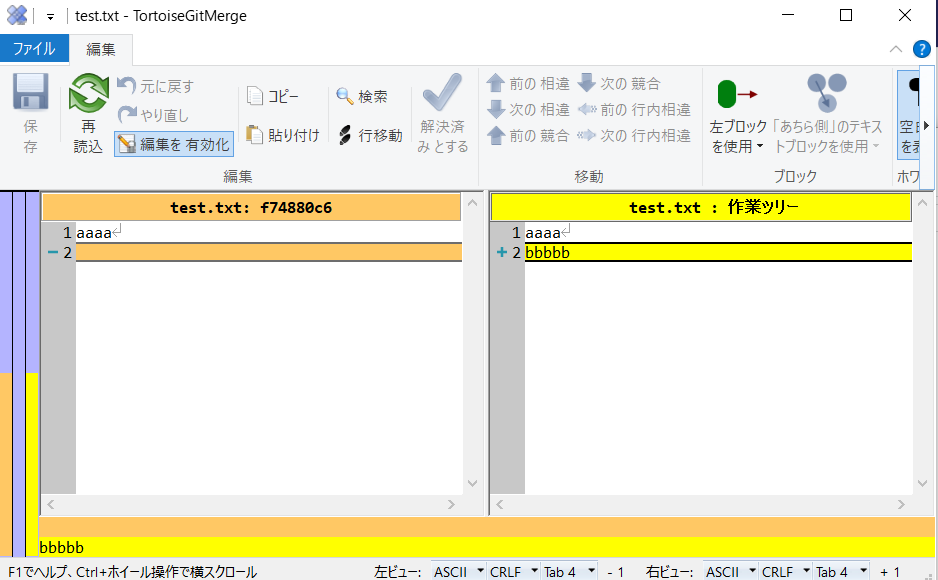 test.txt - TortoiseGitMerge
ファイル
編集
保
存
再
読込
元に戻す
やり直し
編集を 有効化
コピー
貼り付け
検索
行移動
解決済
み とする
編集
前の 相違
次の 競合
次の 相違
前の 行内相違
前の 競合
次の 行内相違
移動
左ブロック
を使用
「あちら側」のテキス
トブロックを使用
ブロック
空白
を表
ホワ
test.txt: f74880c6
test.txt : 作業ツリー
1 aaaa
2
1 aaaa
2 bbbbb
bbbbb
F1でヘルプ、Ctrl+ホイール操作で横スクロール
左ビュー: ASCII CRLF Tab 4 - 1
右ビュー: ASCII CRLF Tab 4 + 1